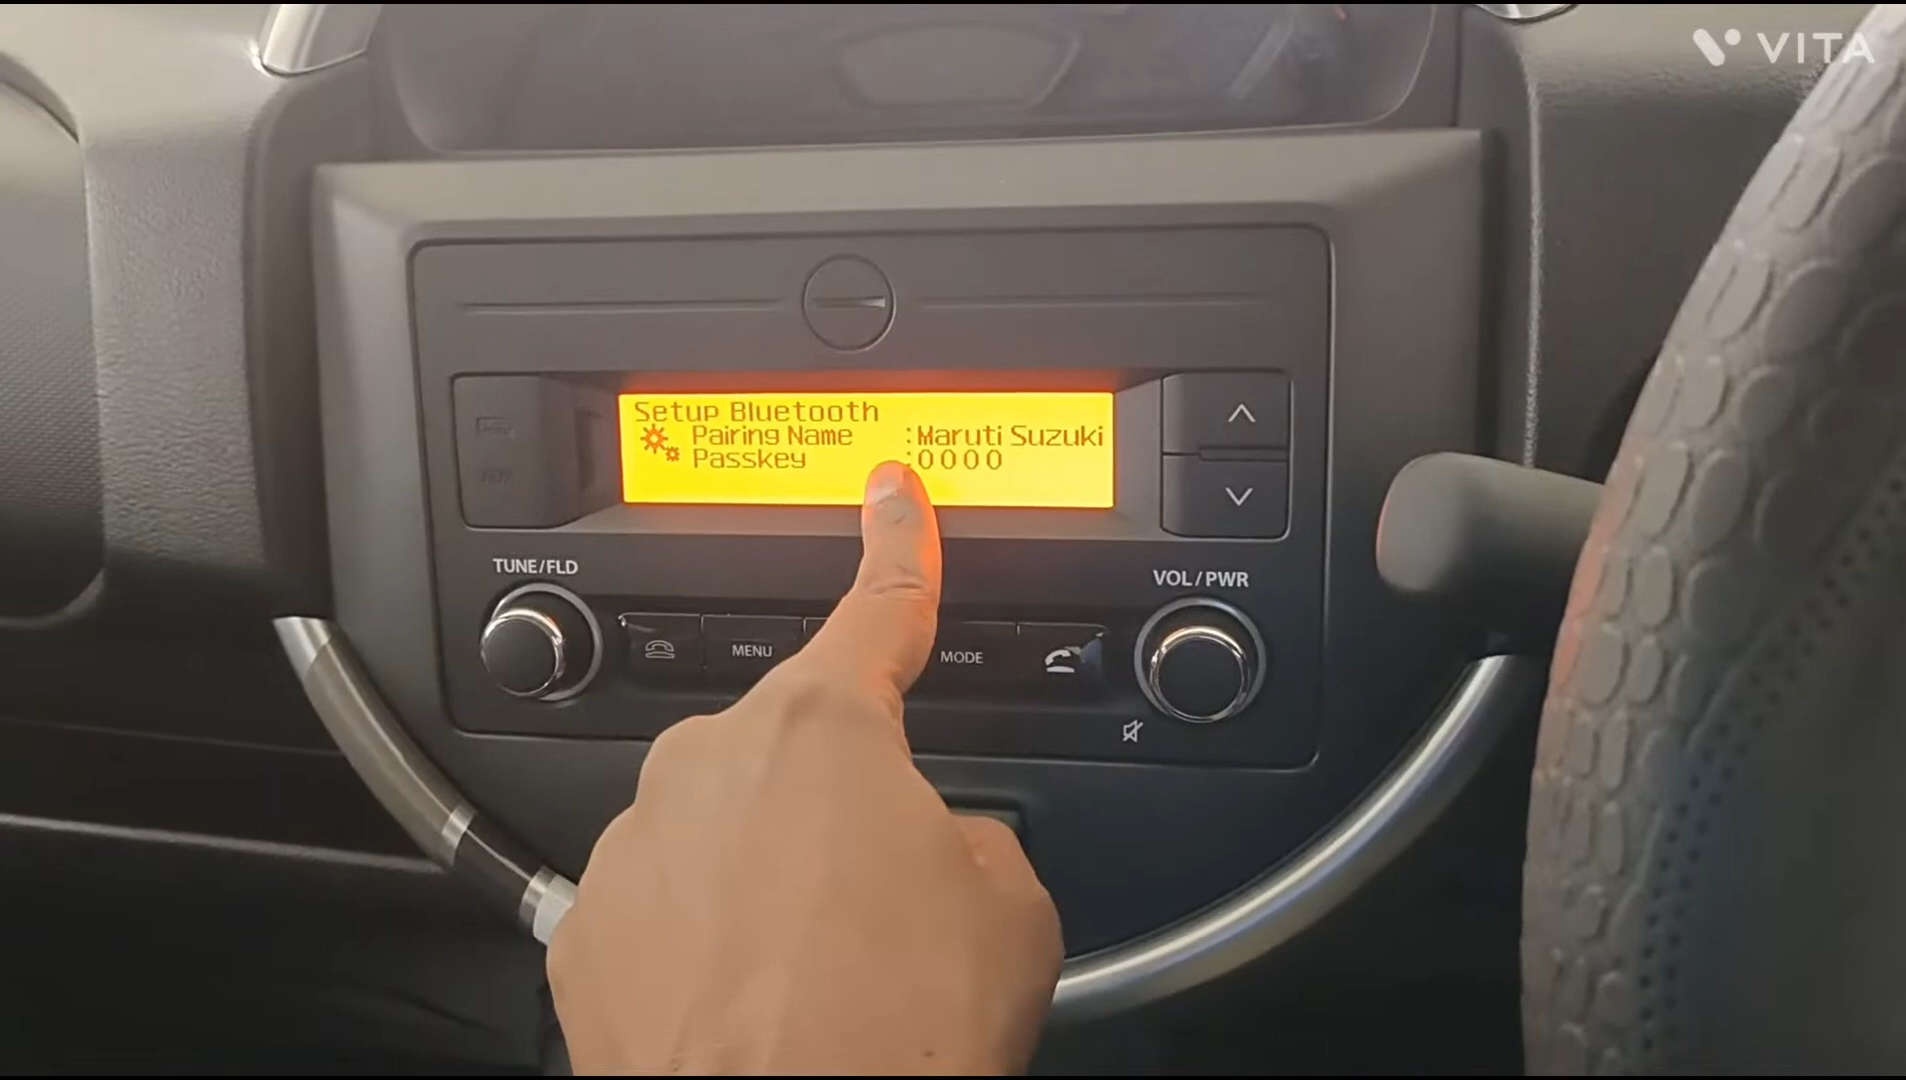 VITA
Setup Bluetooth
Pairing Name :Maruti Suzuki
Passkey :0000
TUNE/FLD
VOL/PWR
MENU
MODE